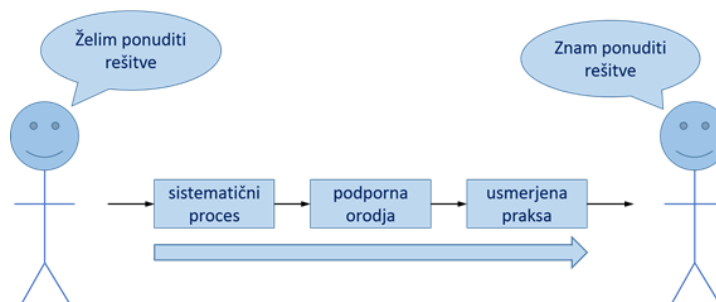 Želim ponuditi
rešitve
Znam ponuditi
rešitve
sistematični
proces
podporna
orodja
usmerjena
praksa